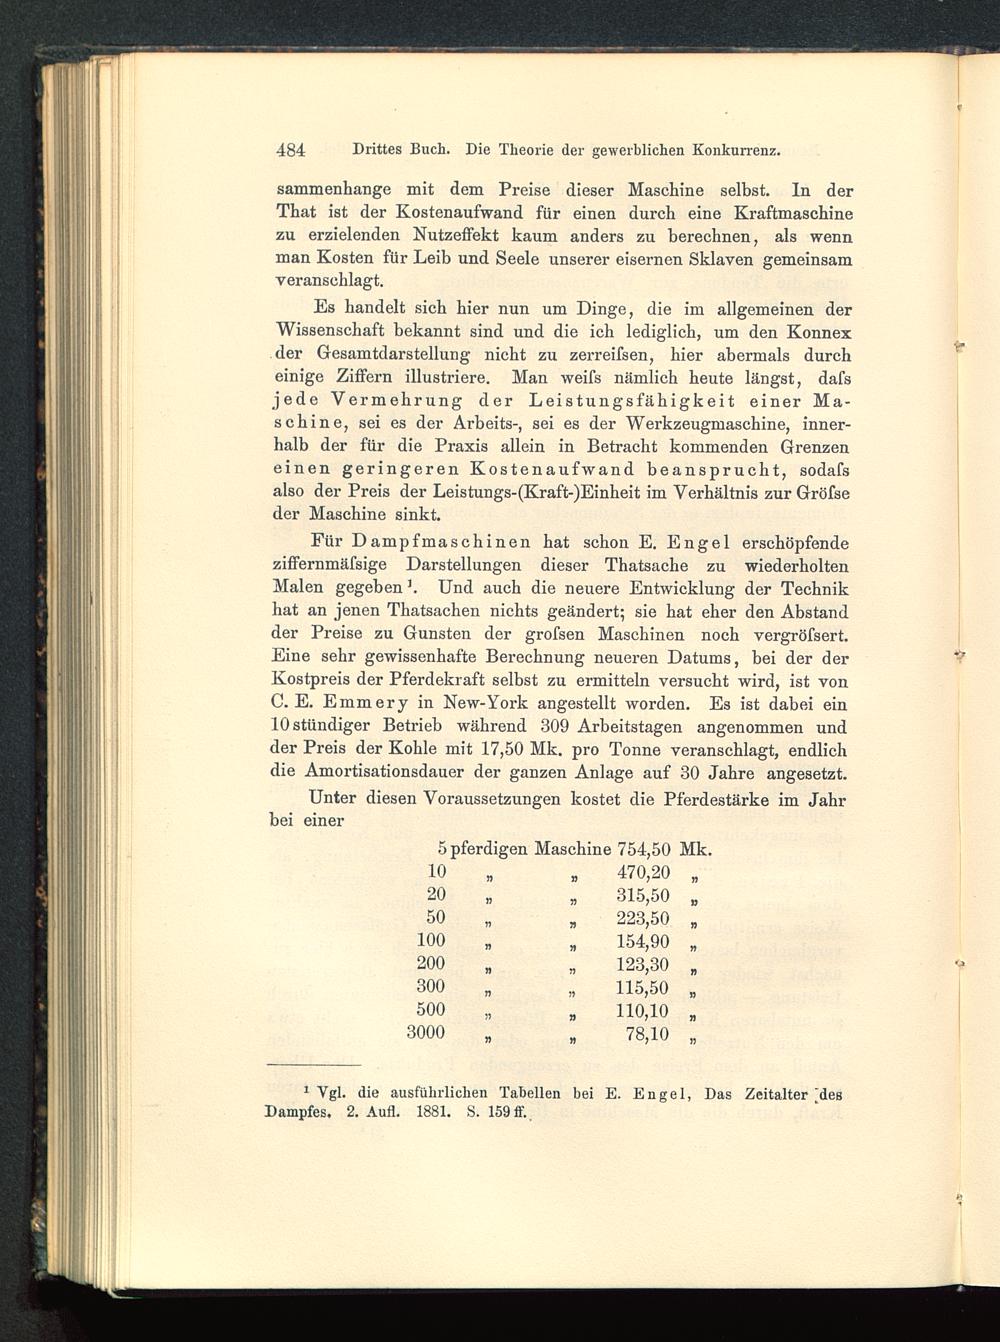 484 Drittes Buch. Die Theorie der gewerblichen Konkurrenz.
sammenhange mit dem Preise dieser Maschine selbst. In der
That ist der Kostenaufwand für einen durch eine Kraftmaschine
zu erzielenden Nutzeffekt kaum anders zu berechnen, als wenn
man Kosten für Leib und Seele unserer eisernen Sklaven gemeinsam
veranschlagt.
Es handelt sich hier nun um Dinge, die im allgemeinen der
Wissenschaft bekannt sind und die ich lediglich, um den Konnex
der Gesamtdarstellung nicht zu zerreiſsen, hier abermals durch
einige Ziffern illustriere. Man weiſs nämlich heute längst, daſs
jede Vermehrung der Leistungsfähigkeit einer Ma-
schine, sei es der Arbeits-, sei es der Werkzeugmaschine, inner-
halb der für die Praxis allein in Betracht kommenden Grenzen
einen geringeren Kostenaufwand beansprucht, sodaſs
also der Preis der Leistungs-(Kraft-)Einheit im Verhältnis zur Gröſse
der Maschine sinkt.
Für Dampfmaschinen hat schon E. Engel erschöpfende
ziffernmäſsige Darstellungen dieser Thatsache zu wiederholten
Malen gegeben ¹. Und auch die neuere Entwicklung der Technik
hat an jenen Thatsachen nichts geändert; sie hat eher den Abstand
der Preise zu Gunsten der groſsen Maschinen noch vergröſsert.
Eine sehr gewissenhafte Berechnung neueren Datums, bei der der
Kostpreis der Pferdekraft selbst zu ermitteln versucht wird, ist von
C. E. Emmery in New-York angestellt worden. Es ist dabei ein
10stündiger Betrieb während 309 Arbeitstagen angenommen und
der Preis der Kohle mit 17,50 Mk. pro Tonne veranschlagt, endlich
die Amortisationsdauer der ganzen Anlage auf 30 Jahre angesetzt.
Unter diesen Voraussetzungen kostet die Pferdestärke im Jahr
bei einer
5 pferdigen Maschine 754,50 Mk.
10 „ „ 470,20 „
20 „ „ 315,50 „
50 „ „ 223,50 „
100 „ „ 154,90 „
200 „ „ 123,30 „
300 „ „ 115,50 „
500 „ „ 110,10 „
3000 „ „ 78,10 „
¹ Vgl. die ausführlichen Tabellen bei E. Engel, Das Zeitalter des
Dampfes. 2. Aufl. 1881. S. 159 ff.